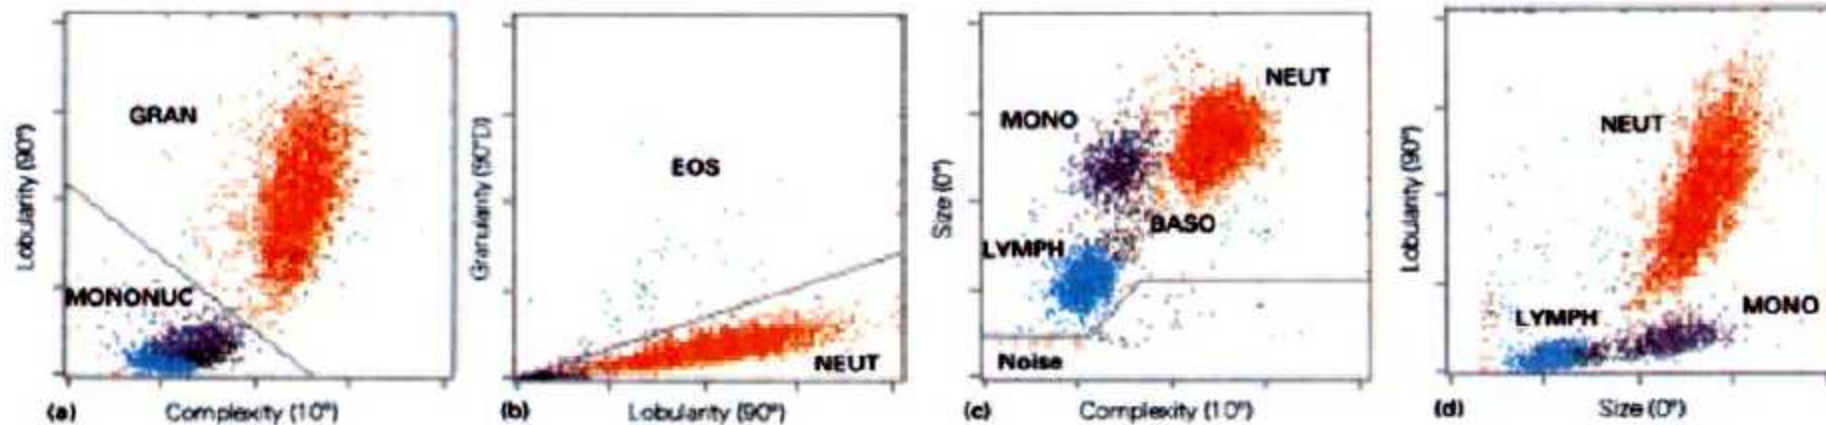 GRAN
MONONUC
Lobularity (90°)
(a)
Complexity (10°)
EOS
NEUT
Granularity (90°D)
(b)
Lobularity (90°)
NEUT
MONO
BASO
LYMPH
Noise
Size (0°)
(c)
Complexity (10°)
NEUT
LYMPH
MONO
Lobularity (90°)
(d)
Size (0°)